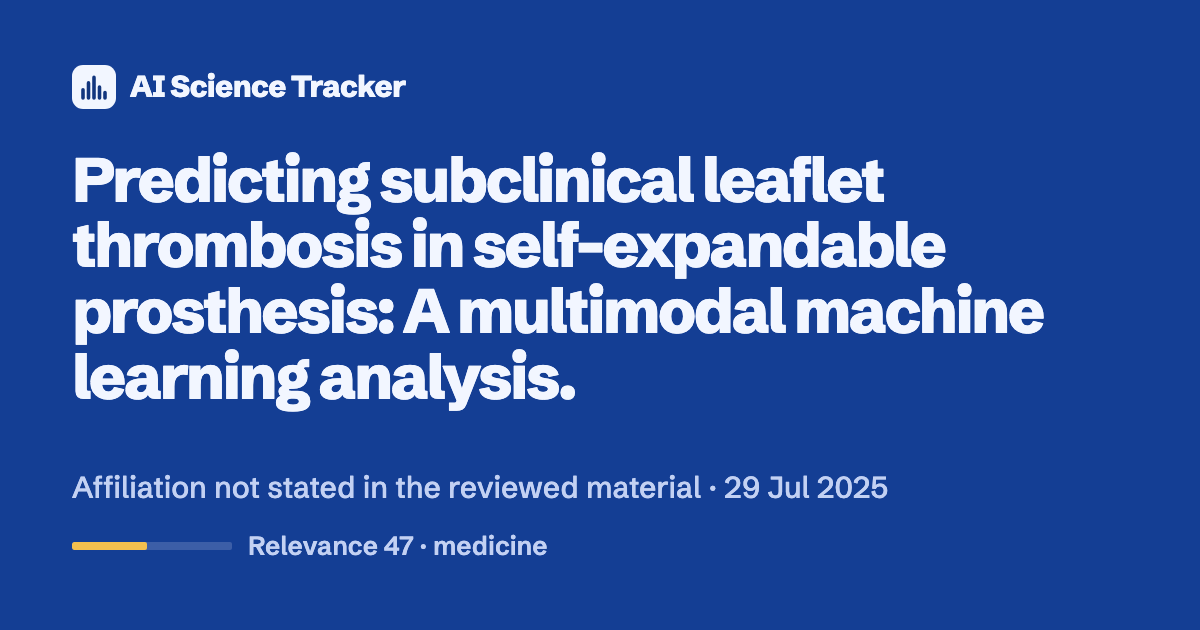 AI Science Tracker
Predicting subclinical leaflet
thrombosis in self-expandable
prosthesis: A multimodal machine
learning analysis.
Affiliation not stated in the reviewed material · 29 Jul 2025
Relevance 47 · medicine